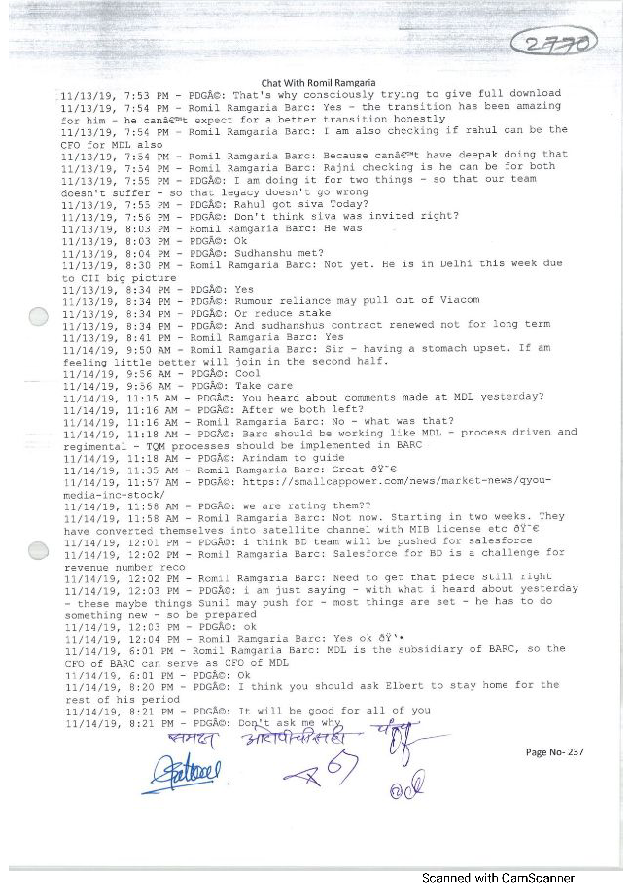 2770
Chat With Romil Ramgaria
11/13/19, 7:53 PM - PDGÃ©: That's why consciously trying to give full download
11/13/19, 7:54 PM - Romil Ramgaria Barc: Yes - the transition has been amazing
for him - he canâ€™t expect for a better transition honestly
11/13/19, 7:54 PM - Romil Ramgaria Barc: I am also checking if rahul can be the
CFO for MDL also
11/13/19, 7:54 PM - Romil Ramgaria Barc: Because canâ€™t have deepak doing that
11/13/19, 7:54 PM - Romil Ramgaria Barc: Rajni checking is he can be for both
11/13/19, 7:55 PM - PDGÃ©: I am doing it for two things - so that our team
doesn't suffer - so that legacy doesn't go wrong
11/13/19, 7:55 PM - PDGÃ©: Rahul got siva Today?
11/13/19, 7:56 PM - PDGÃ©: Don't think siva was invited right?
11/13/19, 8:03 PM - Romil Ramgaria Barc: He was
11/13/19, 8:03 PM - PDGÃ©: Ok
11/13/19, 8:04 PM - PDGÃ©: Sudhanshu met?
11/13/19, 8:30 PM - Romil Ramgaria Barc: Not yet. He is in Delhi this week due
to CII big picture
11/13/19, 8:34 PM - PDGÃ©: Yes
11/13/19, 8:34 PM - PDGÃ©: Rumour reliance may pull out of Viacom
11/13/19, 8:34 PM - PDGÃ©: Or reduce stake
11/13/19, 8:34 PM - PDGÃ©: And sudhanshus contract renewed not for long term
11/13/19, 8:41 PM - Romil Ramgaria Barc: Yes
11/14/19, 9:50 AM - Romil Ramgaria Barc: Sir - having a stomach upset. If am
feeling little better will join in the second half.
11/14/19, 9:56 AM - PDGÃ©: Cool
11/14/19, 9:56 AM - PDGÃ©: Take care
11/14/19, 11:15 AM - PDGÃ©: You heard about comments made at MDL yesterday?
11/14/19, 11:16 AM - PDGÃ©: After we both left?
11/14/19, 11:16 AM - Romil Ramgaria Barc: No - what was that?
11/14/19, 11:18 AM - PDGÃ©: Barc should be working like MDL - process driven and
regimental - TQM processes should be implemented in BARC
11/14/19, 11:18 AM - PDGÃ©: Arindam to guide
11/14/19, 11:35 AM - Romil Ramgaria Barc: Great ðŸ˜€
11/14/19, 11:57 AM - PDGÃ©: https://smallcappower.com/news/market-news/qyou-
media-inc-stock/
11/14/19, 11:58 AM - PDGÃ©: we are rating them??
11/14/19, 11:58 AM - Romil Ramgaria Barc: Not now. Starting in two weeks. They
have converted themselves into satellite channel with MIB license etc ðŸ˜€
11/14/19, 12:01 PM - PDGÃ©: i think BD team will be pushed for salesforce
11/14/19, 12:02 PM - Romil Ramgaria Barc: Salesforce for BD is a challenge for
revenue number reco
11/14/19, 12:02 PM - Romil Ramgaria Barc: Need to get that piece still right
11/14/19, 12:03 PM - PDGÃ©: i am just saying - with what i heard about yesterday
- these maybe things Sunil may push for - most things are set - he has to do
something new - so be prepared
11/14/19, 12:03 PM - PDGÃ©: ok
11/14/19, 12:04 PM - Romil Ramgaria Barc: Yes ok ðŸ‘•
11/14/19, 6:01 PM - Romil Ramgaria Barc: MDL is the subsidiary of BARC, so the
CFO of BARC can serve as CFO of MDL
11/14/19, 6:01 PM - PDGÃ©: Ok
11/14/19, 8:20 PM - PDGÃ©: I think you should ask Elbert to stay home for the
rest of his period
11/14/19, 8:21 PM - PDGÃ©: It will be good for all of you
11/14/19, 8:21 PM - PDGÃ©: Don't ask me why
समक्ष आरोपीची सही पंच
Page No- 257
Scanned with CamScanner